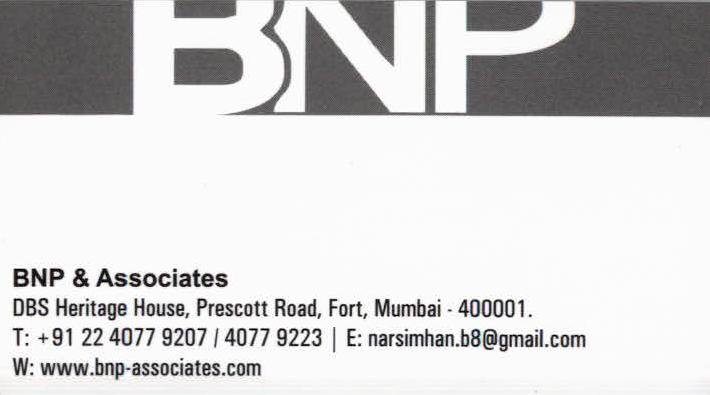 BNP
BNP & Associates
DBS Heritage House, Prescott Road, Fort, Mumbai - 400001.
T: +91 22 4077 9207 / 4077 9223 | E: narsimhan.b8@gmail.com
W: www.bnp-associates.com